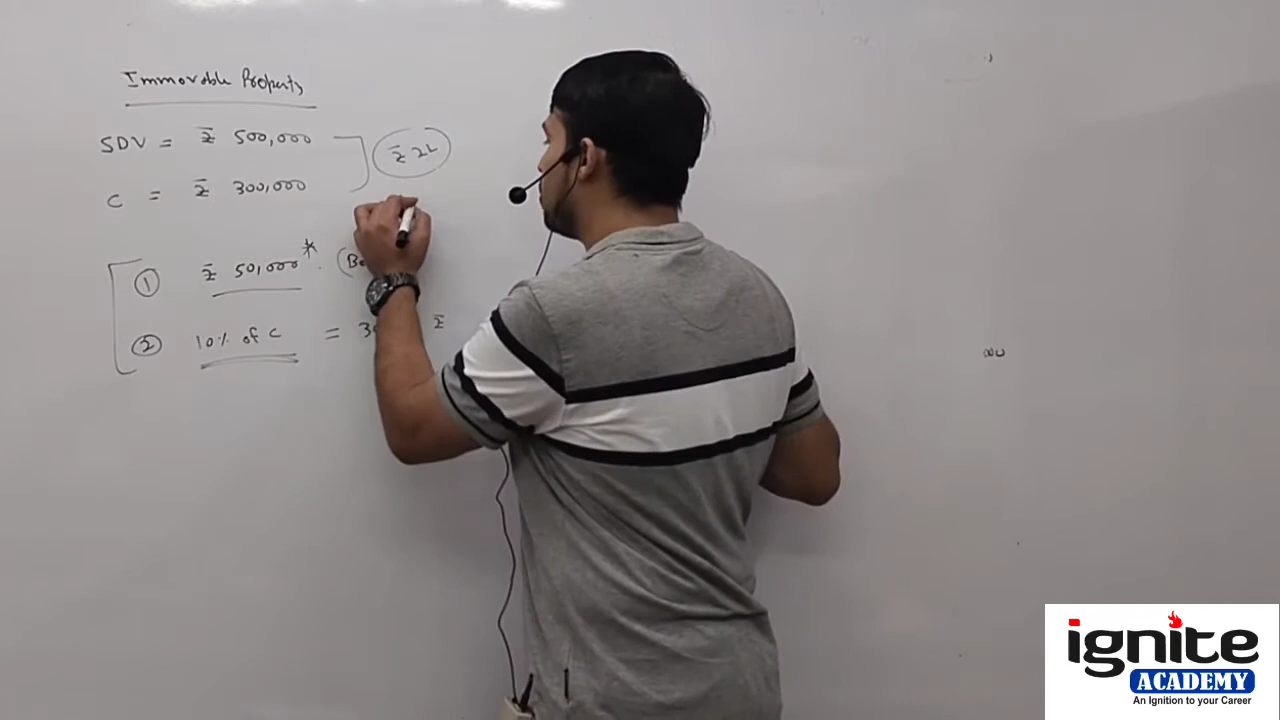 Immovable Property
SDV = ₹ 500,000
₹ 2L
C = ₹ 300,000
① ₹ 50,000*
② 10% of C = ₹
ignite
ACADEMY
An Ignition to your Career